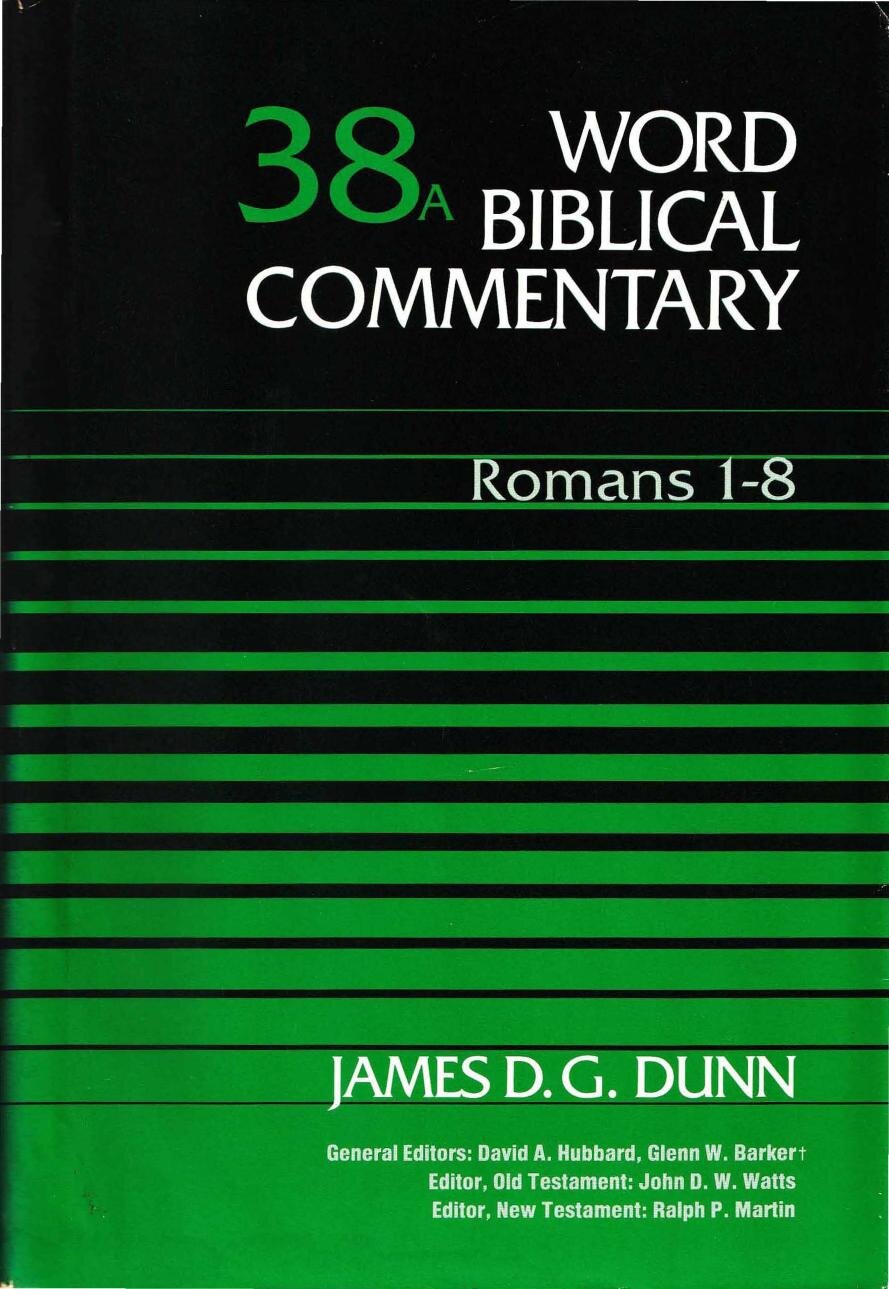 38A WORD
BIBLICAL
COMMENTARY
Romans 1-8
JAMES D. G. DUNN
General Editors: David A. Hubbard, Glenn W. Barker†
Editor, Old Testament: John D. W. Watts
Editor, New Testament: Ralph P. Martin